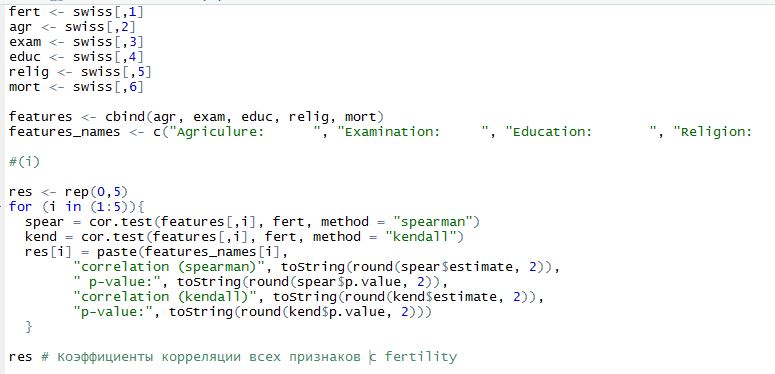 fert <- swiss[,1]
agr <- swiss[,2]
exam <- swiss[,3]
educ <- swiss[,4]
relig <- swiss[,5]
mort <- swiss[,6]
features <- cbind(agr, exam, educ, relig, mort)
features_names <- c("Agriculure:      ", "Examination:     ", "Education:       ", "Religion:
#(i)
res <- rep(0,5)
for (i in (1:5)){
  spear = cor.test(features[,i], fert, method = "spearman")
  kend = cor.test(features[,i], fert, method = "kendall")
  res[i] = paste(features_names[i],
        "correlation (spearman)", toString(round(spear$estimate, 2)),
        " p-value:", toString(round(spear$p.value, 2)),
        "correlation (kendall)", toString(round(kend$estimate, 2)),
        "p-value:", toString(round(kend$p.value, 2)))
  }
res # Коэффициенты корреляции всех признаков с fertility